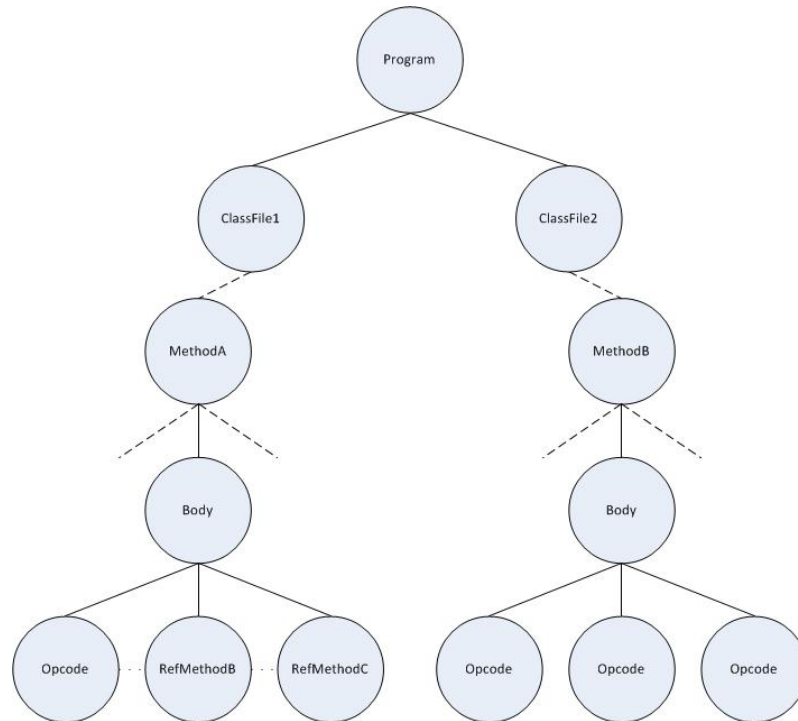 Program
ClassFile1
ClassFile2
MethodA
MethodB
Body
Body
Opcode
RefMethodB
RefMethodC
Opcode
Opcode
Opcode